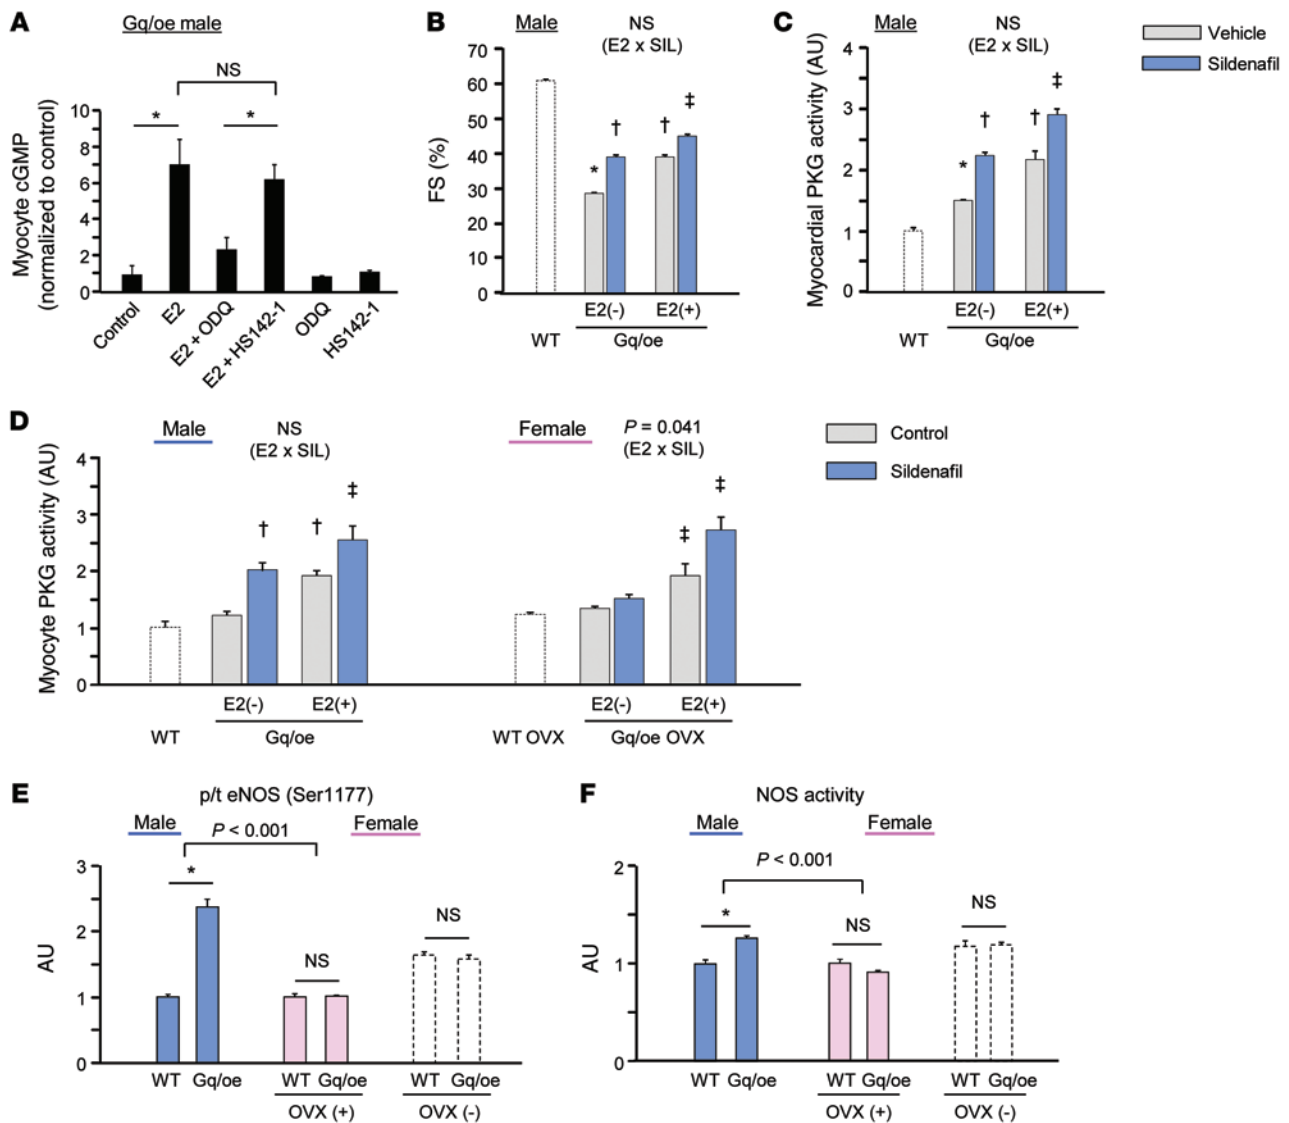 A
Gq/oe male
NS
*
*
Myocyte cGMP
(normalized to control)
10
8
6
4
2
0
Control
E2
E2 + ODQ
E2 + HS142-1
ODQ
HS142-1
B
Male
NS
(E2 x SIL)
FS (%)
70
60
50
40
30
20
10
0
*
†
†
‡
E2(-)
E2(+)
WT
Gq/oe
C
Male
NS
(E2 x SIL)
Myocardial PKG activity (AU)
4
3
2
1
0
*
†
†
‡
E2(-)
E2(+)
WT
Gq/oe
Vehicle
Sildenafil
D
Male
NS
(E2 x SIL)
Myocyte PKG activity (AU)
4
3
2
1
0
†
†
‡
E2(-)
E2(+)
WT
Gq/oe
Female
P = 0.041
(E2 x SIL)
‡
‡
E2(-)
E2(+)
WT OVX
Gq/oe OVX
Control
Sildenafil
E
p/t eNOS (Ser1177)
Male
P < 0.001
Female
AU
3
2
1
0
*
NS
NS
WT Gq/oe
WT Gq/oe
WT Gq/oe
OVX (+)
OVX (-)
F
NOS activity
Male
Female
P < 0.001
AU
2
1
0
*
NS
NS
WT Gq/oe
WT Gq/oe
WT Gq/oe
OVX (+)
OVX (-)